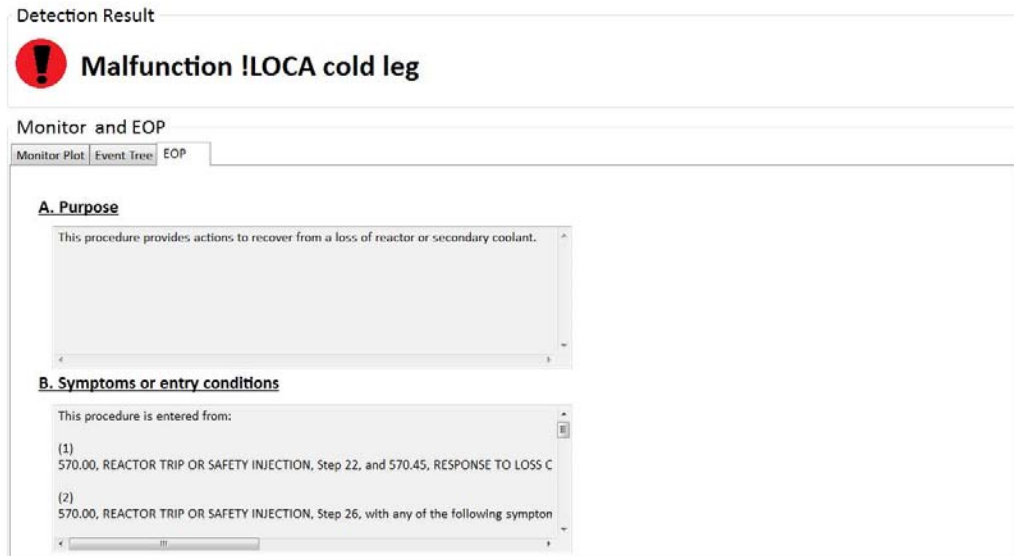 Detection Result
Malfunction !LOCA cold leg
Monitor and EOP
Monitor Plot Event Tree EOP
A. Purpose
This procedure provides actions to recover from a loss of reactor or secondary coolant.
B. Symptoms or entry conditions
This procedure is entered from:
(1)
570.00, REACTOR TRIP OR SAFETY INJECTION, Step 22, and 570.45, RESPONSE TO LOSS C
(2)
570.00, REACTOR TRIP OR SAFETY INJECTION, Step 26, with any of the following sympton